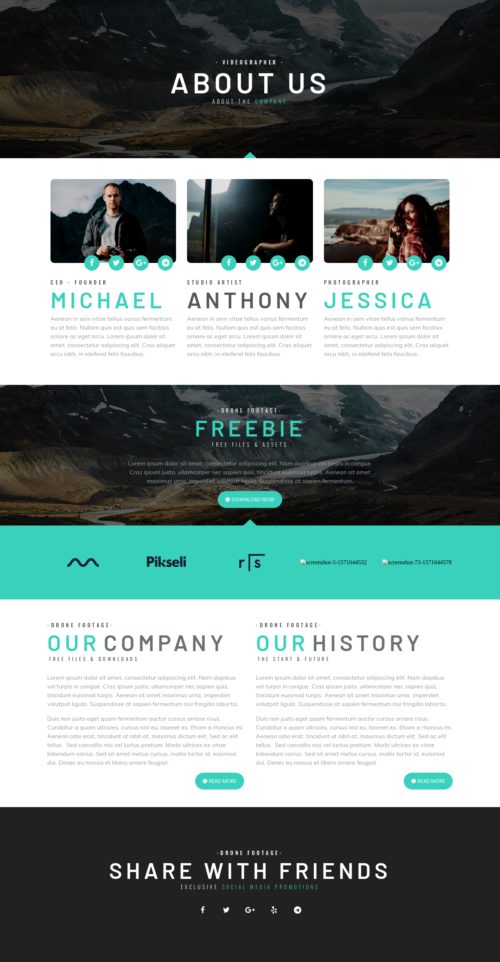 - VIDEOGRAPHER -
ABOUT US
ABOUT THE COMPANY
CEO - FOUNDER
MICHAEL
Aenean in sem vitae tellus varius fermentum
eu at felis. Nullam quis est quis sem facilisis
ornare ac eget arcu. Lorem ipsum dolor sit
amet, consectetur adipiscing elit. Cras aliquet
arcu nibh, in eleifend felis faucibus.
STUDIO ARTIST
ANTHONY
Aenean in sem vitae tellus varius fermentum
eu at felis. Nullam quis est quis sem facilisis
ornare ac eget arcu. Lorem ipsum dolor sit
amet, consectetur adipiscing elit. Cras aliquet
arcu nibh, in eleifend felis faucibus.
PHOTOGRAPHER
JESSICA
Aenean in sem vitae tellus varius fermentum
eu at felis. Nullam quis est quis sem facilisis
ornare ac eget arcu. Lorem ipsum dolor sit
amet, consectetur adipiscing elit. Cras aliquet
arcu nibh, in eleifend felis faucibus.
-DRONE FOOTAGE-
FREEBIE
FREE FILES & ASSETS
Lorem ipsum dolor sit amet, consectetur adipiscing elit. Nam dapibus vel turpis in congue.
Cras ipsum justo, ullamcorper nec tincidunt euismod turpis. Aenean sit amet
maximus urna, imperdiet volutpat ligula. Suspendisse at sapien fermentum.
DOWNLOAD NOW
Pikseli
r s
screenshot-5-1571644532
screenshot-73-1571644578
-DRONE FOOTAGE-
OUR COMPANY
FREE FILES & DOWNLOADS
Lorem ipsum dolor sit amet, consectetur adipiscing elit. Nam dapibus
vel turpis in congue. Cras ipsum justo, ullamcorper nec sapien quis,
tincidunt euismod turpis. Aenean sit amet maximus urna, imperdiet
volutpat ligula. Suspendisse a sapien fermentum nisi fringilla lobortis.
Duis non justo eget quam fermentum auctor cursus ornare risus.
Curabitur a quam ultricies, cursus nisl eu, laoreet ex. Etiam a rhoncus mi.
Aenean odio erat, tincidunt ut nibh at, maximus dictum nisl. Sed ac elit
tellus. Sed convallis nisi vel luctus pretium. Morbi ultrices ex vitae
bibendum varius. Sed sit amet metus cursus, mollis tortor id, euismod
dui. Donec ex massa et libero ornare feugiat.
READ MORE
-DRONE FOOTAGE-
OUR HISTORY
THE START & FUTURE
Lorem ipsum dolor sit amet, consectetur adipiscing elit. Nam dapibus
vel turpis in congue. Cras ipsum justo, ullamcorper nec sapien quis,
tincidunt euismod turpis. Aenean sit amet maximus urna, imperdiet
volutpat ligula. Suspendisse a sapien fermentum nisi fringilla lobortis.
Duis non justo eget quam fermentum auctor cursus ornare risus.
Curabitur a quam ultricies, cursus nisl eu, laoreet ex. Etiam a rhoncus mi.
Aenean odio erat, tincidunt ut nibh at, maximus dictum nisl. Sed ac elit
tellus. Sed convallis nisi vel luctus pretium. Morbi ultrices ex vitae
bibendum varius. Sed sit amet metus cursus, mollis tortor id, euismod
dui. Donec ex massa et libero ornare feugiat.
READ MORE
-DRONE FOOTAGE-
SHARE WITH FRIENDS
EXCLUSIVE SOCIAL MEDIA PROMOTIONS